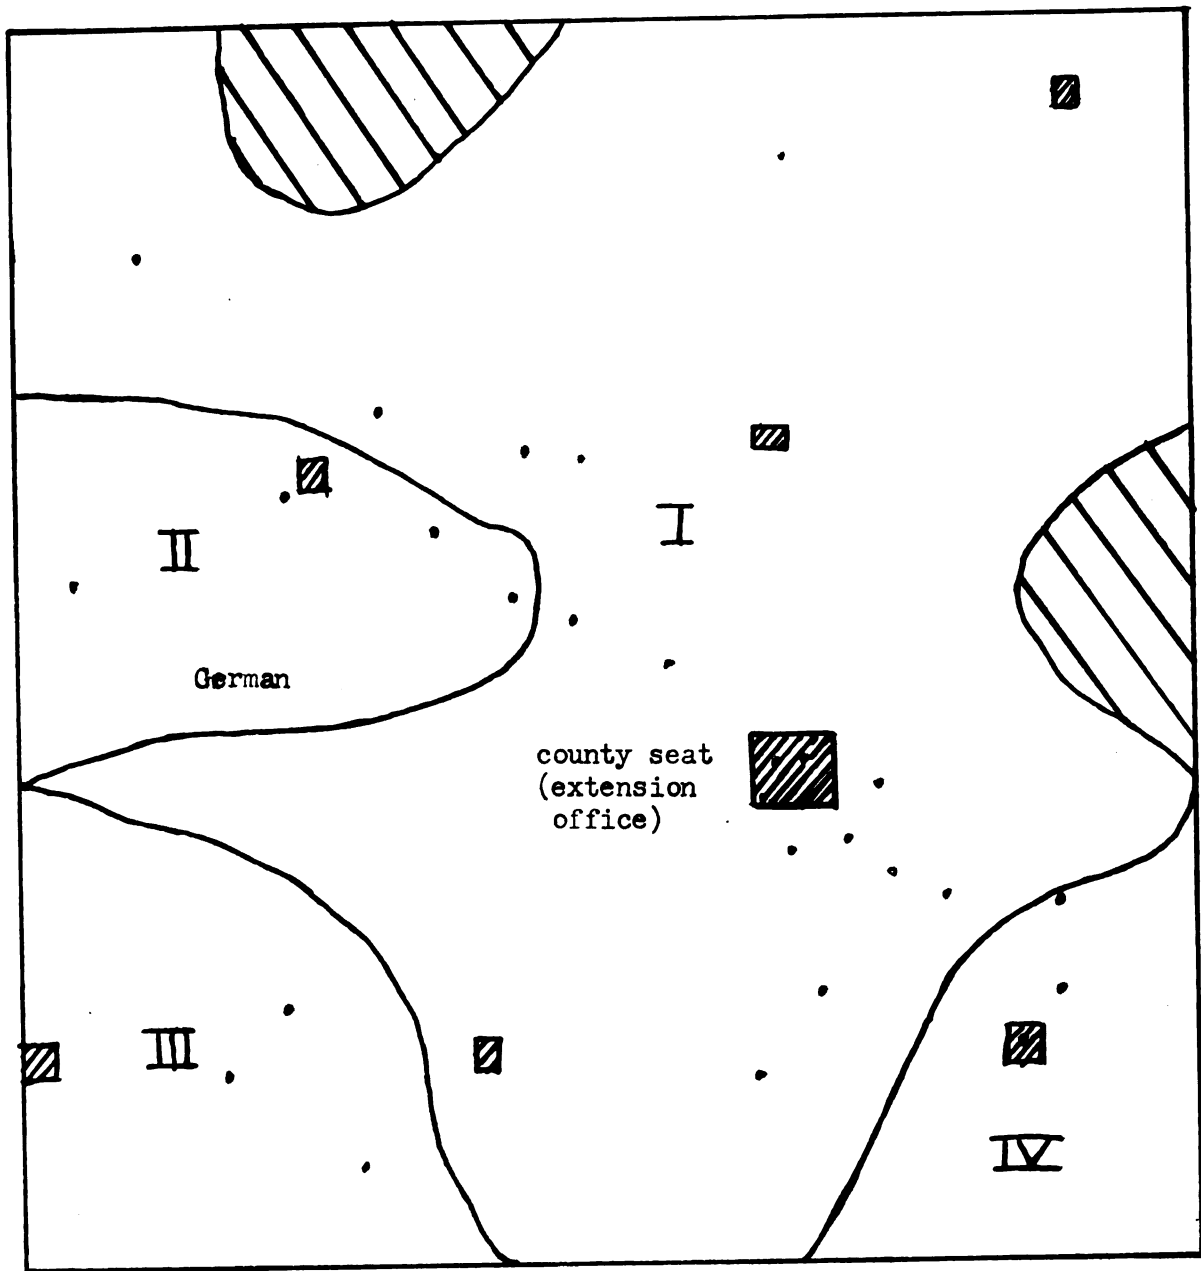 I
II
German
county seat
(extension
office)
III
IV